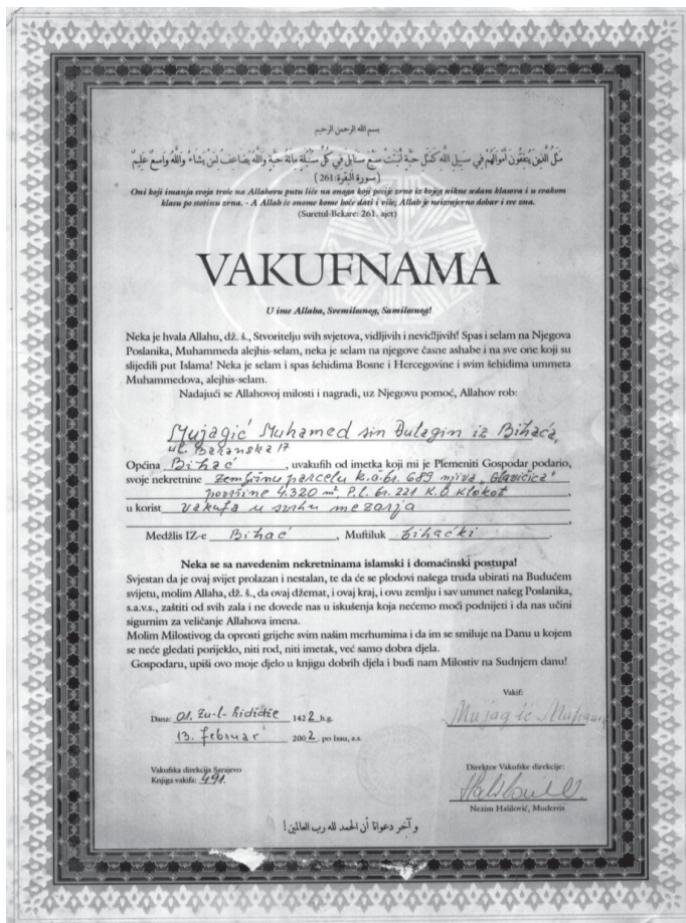 بسم الله الرحمن الرحيم
مَثَلُ الَّذِينَ يُنفِقُونَ أَمْوَالَهُمْ فِي سَبِيلِ اللَّهِ كَمَثَلِ حَبَّةٍ أَنبَتَتْ سَبْعَ سَنَابِلَ فِي كُلِّ سُنبُلَةٍ مِائَةُ حَبَّةٍ وَاللَّهُ يُضَاعِفُ لِمَن يَشَاءُ وَاللَّهُ وَاسِعٌ عَلِيمٌ
(سورة البقرة: 261)
Oni koji imanja svoja troše na Allahovu putu liče na onoga koji posije zrno iz kojeg nikne sedam klasova i u svakom
klasu po stotinu zrna. - A Allah će onome kome hoće dati i više; Allah je neizmjerno dobar i sve zna.
(Suretul-Bekare: 261. ajet)
VAKUFNAMA
U ime Allaha, Svemilosnog, Samilosnog!
Neka je hvala Allahu, dž. š., Stvoritelju svih svjetova, vidljivih i nevidljivih! Spas i selam na Njegova
Poslanika, Muhammeda alejhis-selam, neka je selam na njegove časne ashabe i na sve one koji su
slijedili put Islama! Neka je selam i spas šehidima Bosne i Hercegovine i svim šehidima ummeta
Muhammedova, alejhis-selam.
Nadajući se Allahovoj milosti i nagradi, uz Njegovu pomoć, Allahov rob:
Mujagić Muhamed sin Đulagin iz Bihaća,
ul. 17
Općina Bihać, uvakufih od imetka koji mi je Plemeniti Gospodar podario,
svoje nekretnine zemljišnu parcelu k.č.br. 689 njiva "Glavičica"
površine 4.320 m², P.l. br. 221 K.O. Klokot
u korist vakufa u svrhu mezarja
Medžlis IZ-e Bihać, Muftiluk bihaćki.
Neka se sa navedenim nekretninama islamski i domaćinski postupa!
Svjestan da je ovaj svijet prolazan i nestalan, te da će se plodovi našega truda ubirati na Budućem
svijetu, molim Allaha, dž. š., da ovaj džemat, i ovaj kraj, i ovu zemlju i sav ummet našeg Poslanika,
s.a.v.s., zaštiti od svih zala i ne dovede nas u iskušenja koja nećemo moći podnijeti i da nas učini
sigurnim za veličanje Allahova imena.
Molim Milostivog da oprosti grijehe svim našim merhumima i da im se smiluje na Danu u kojem
se neće gledati porijeklo, niti rod, niti imetak, već samo dobra djela.
Gospodaru, upiši ovo moje djelo u knjigu dobrih djela i budi nam Milostiv na Sudnjem danu!
Vakif:
Dana: 01. Zu-l-hidždže 1422 h.g. Mujagić
13. februar 2002 po Isau, a.s.
Vakufska direkcija Sarajevo Direktor Vakufske direkcije:
Knjiga vakifa: 491.
Nezim Halilović, Muderris
و آخر دعوانا أن الحمد لله رب العالمين !